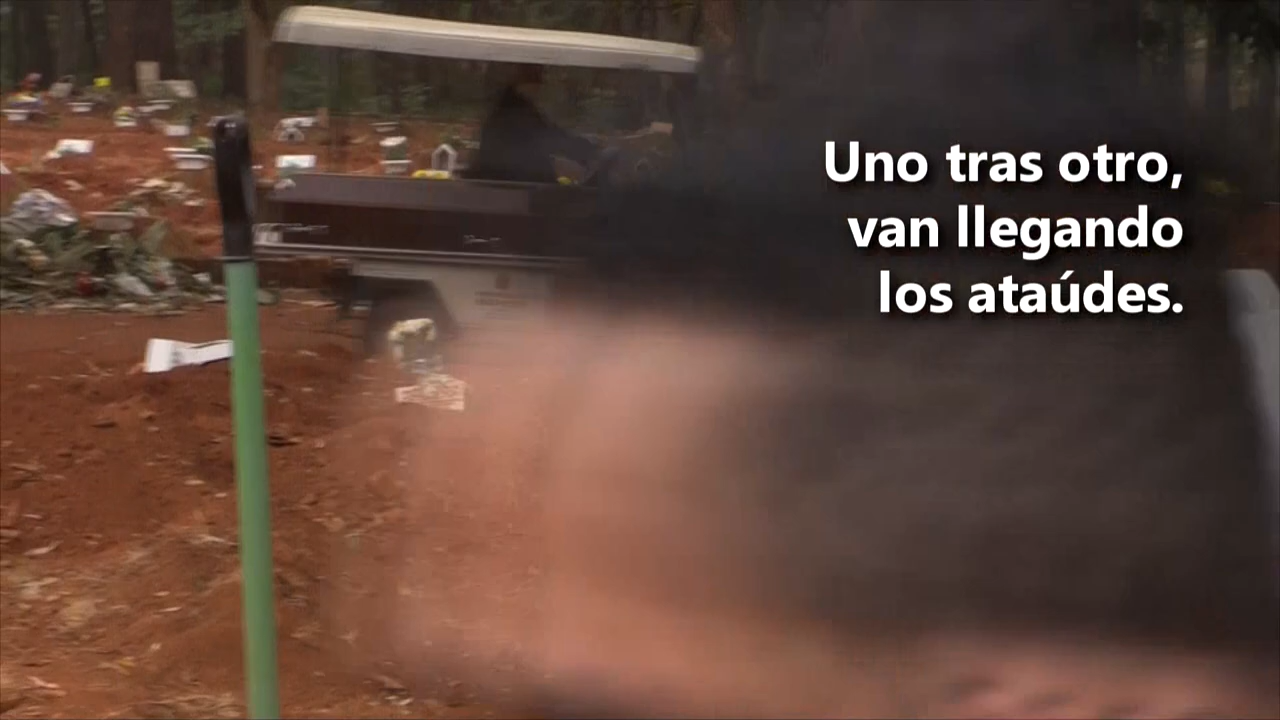 Uno tras otro,
van llegando
los ataúdes.